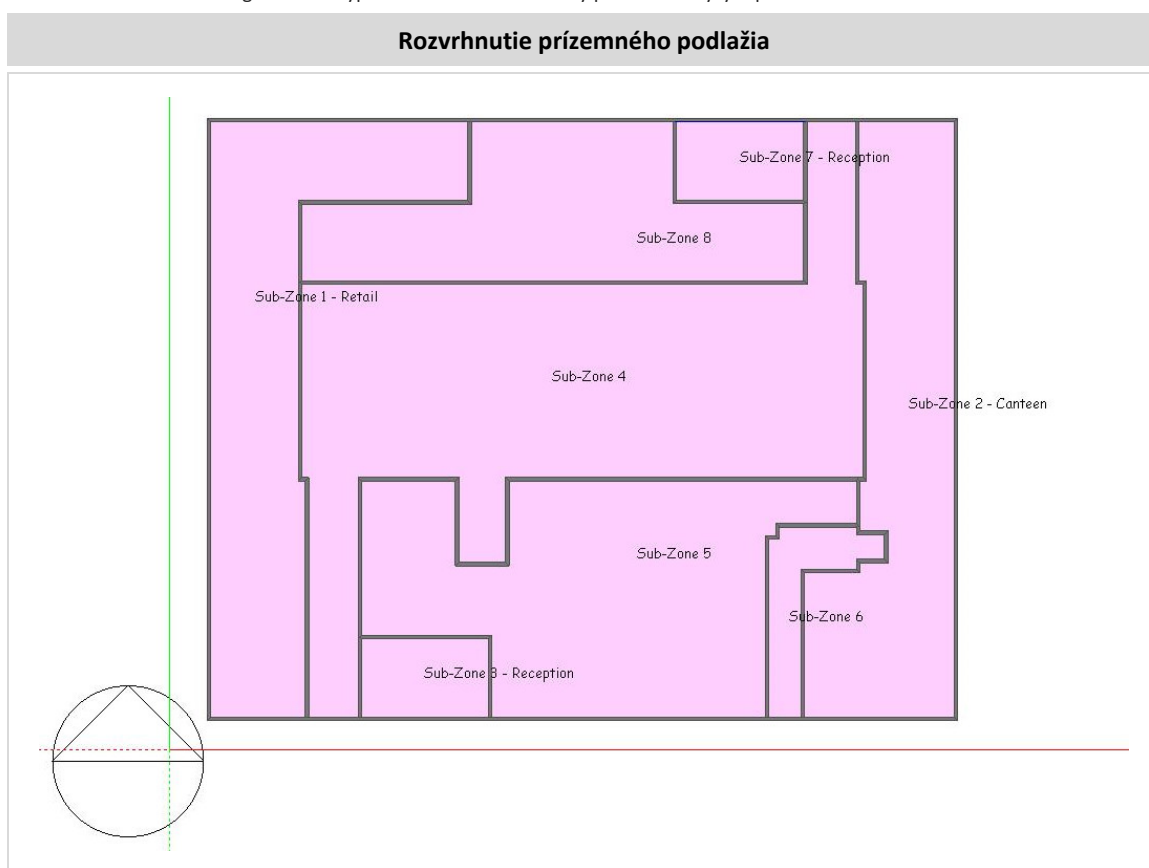 Rozvrhnutie prízemného podlažia
Sub-Zone 7 - Reception
Sub-Zone 8
Sub-Zone 1 - Retail
Sub-Zone 4
Sub-Zone 2 - Canteen
Sub-Zone 5
Sub-Zone 6
Sub-Zone 3 - Reception